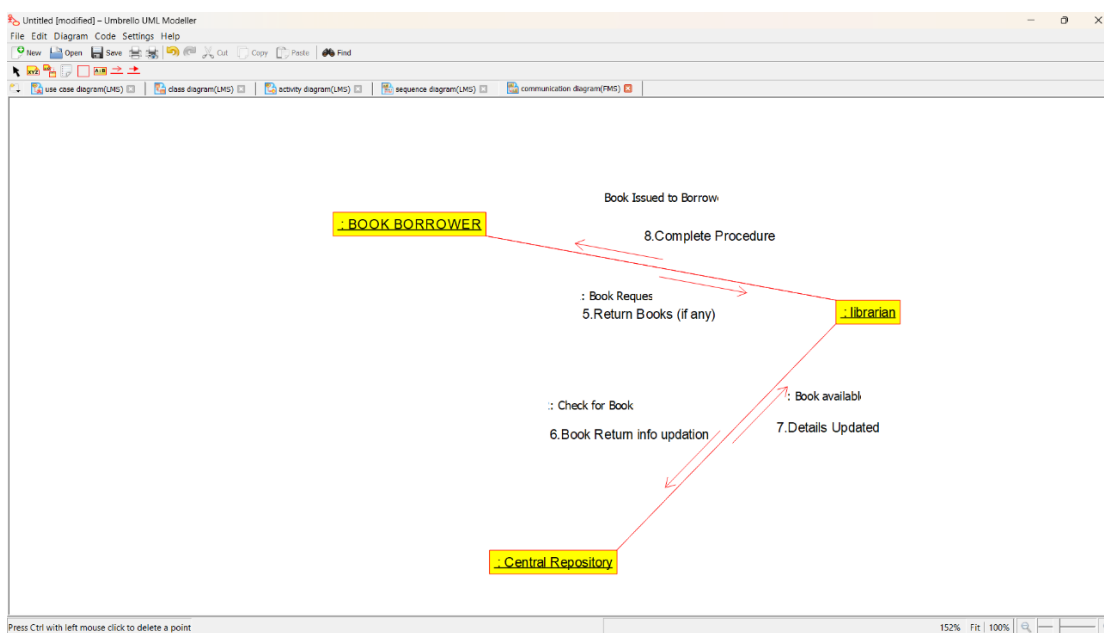 Untitled [modified] – Umbrello UML Modeller
File Edit Diagram Code Settings Help
New Open Save Cut Copy Paste Find
XYZ A:B
use case diagram(LMS) class diagram(LMS) activity diagram(LMS) sequence diagram(LMS) communication diagram(FMS)
Book Issued to Borrow
: BOOK BORROWER
8.Complete Procedure
: Book Reques
5.Return Books (if any)
: librarian
: Book availabl
:: Check for Book
7.Details Updated
6.Book Return info updation
: Central Repository
Press Ctrl with left mouse click to delete a point
152% Fit 100%